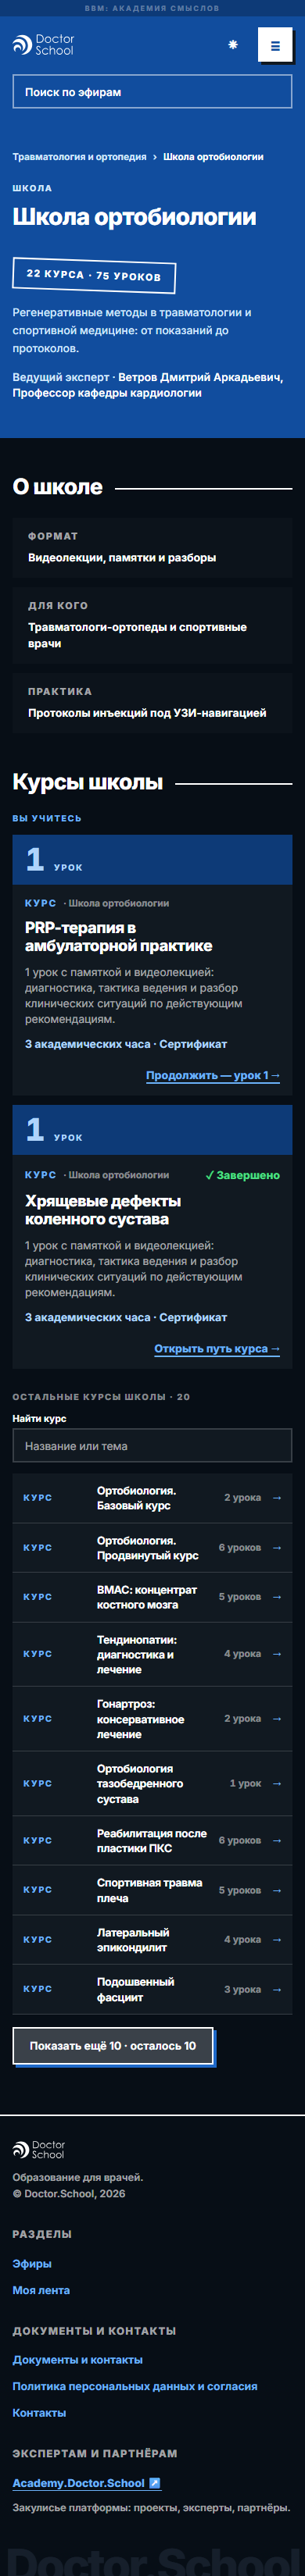 BBM: АКАДЕМИЯ СМЫСЛОВ
Doctor
School
Поиск по эфирам
Травматология и ортопедия › Школа ортобиологии
ШКОЛА
Школа ортобиологии
22 КУРСА · 75 УРОКОВ
Регенеративные методы в травматологии и
спортивной медицине: от показаний до
протоколов.
Ведущий эксперт · Ветров Дмитрий Аркадьевич,
Профессор кафедры кардиологии
О школе
ФОРМАТ
Видеолекции, памятки и разборы
ДЛЯ КОГО
Травматологи-ортопеды и спортивные
врачи
ПРАКТИКА
Протоколы инъекций под УЗИ-навигацией
Курсы школы
ВЫ УЧИТЕСЬ
1 УРОК
КУРС · Школа ортобиологии
PRP-терапия в
амбулаторной практике
1 урок с памяткой и видеолекцией:
диагностика, тактика ведения и разбор
клинических ситуаций по действующим
рекомендациям.
3 академических часа · Сертификат
Продолжить — урок 1 →
1 УРОК
КУРС · Школа ортобиологии ✓ Завершено
Хрящевые дефекты
коленного сустава
1 урок с памяткой и видеолекцией:
диагностика, тактика ведения и разбор
клинических ситуаций по действующим
рекомендациям.
3 академических часа · Сертификат
Открыть путь курса →
ОСТАЛЬНЫЕ КУРСЫ ШКОЛЫ · 20
Найти курс
Название или тема
КУРС Ортобиология. 2 урока →
Базовый курс
КУРС Ортобиология. 6 уроков →
Продвинутый курс
КУРС BMAC: концентрат 5 уроков →
костного мозга
КУРС Тендинопатии: 4 урока →
диагностика и
лечение
КУРС Гонартроз: 2 урока →
консервативное
лечение
КУРС Ортобиология 1 урок →
тазобедренного
сустава
КУРС Реабилитация после 6 уроков →
пластики ПКС
КУРС Спортивная травма 5 уроков →
плеча
КУРС Латеральный 4 урока →
эпикондилит
КУРС Подошвенный 3 урока →
фасциит
Показать ещё 10 · осталось 10
Doctor
School
Образование для врачей.
© Doctor.School, 2026
РАЗДЕЛЫ
Эфиры
Моя лента
ДОКУМЕНТЫ И КОНТАКТЫ
Документы и контакты
Политика персональных данных и согласия
Контакты
ЭКСПЕРТАМ И ПАРТНЁРАМ
Academy.Doctor.School ↗
Закулисье платформы: проекты, эксперты, партнёры.
Doctor.School